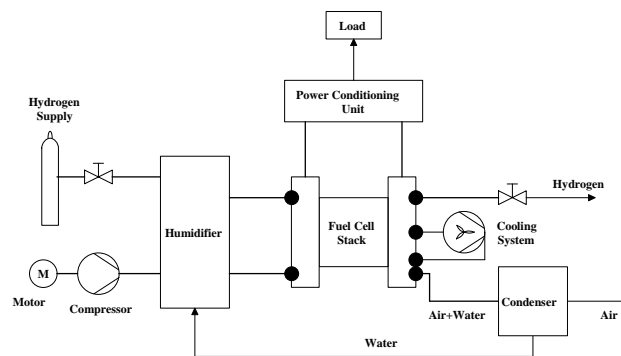 Load
Power Conditioning
Unit
Hydrogen
Supply
Hydrogen
Humidifier
Fuel Cell
Stack
Cooling
System
M
Motor
Compressor
Condenser
Air+Water
Air
Water